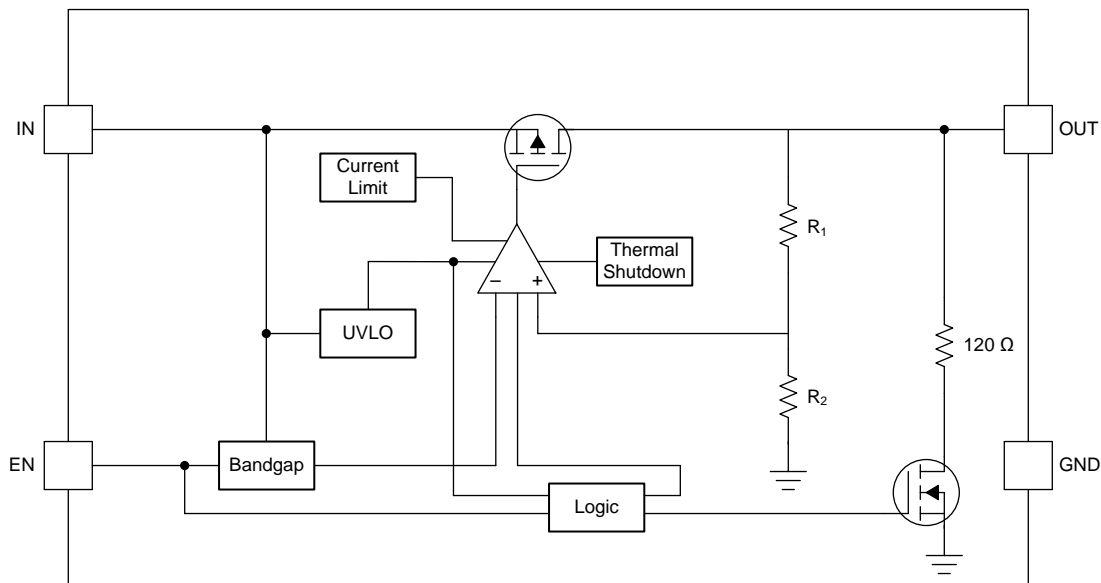 IN
OUT
Current
Limit
R₁
Thermal
Shutdown
−
+
UVLO
120 Ω
R₂
EN
Bandgap
GND
Logic